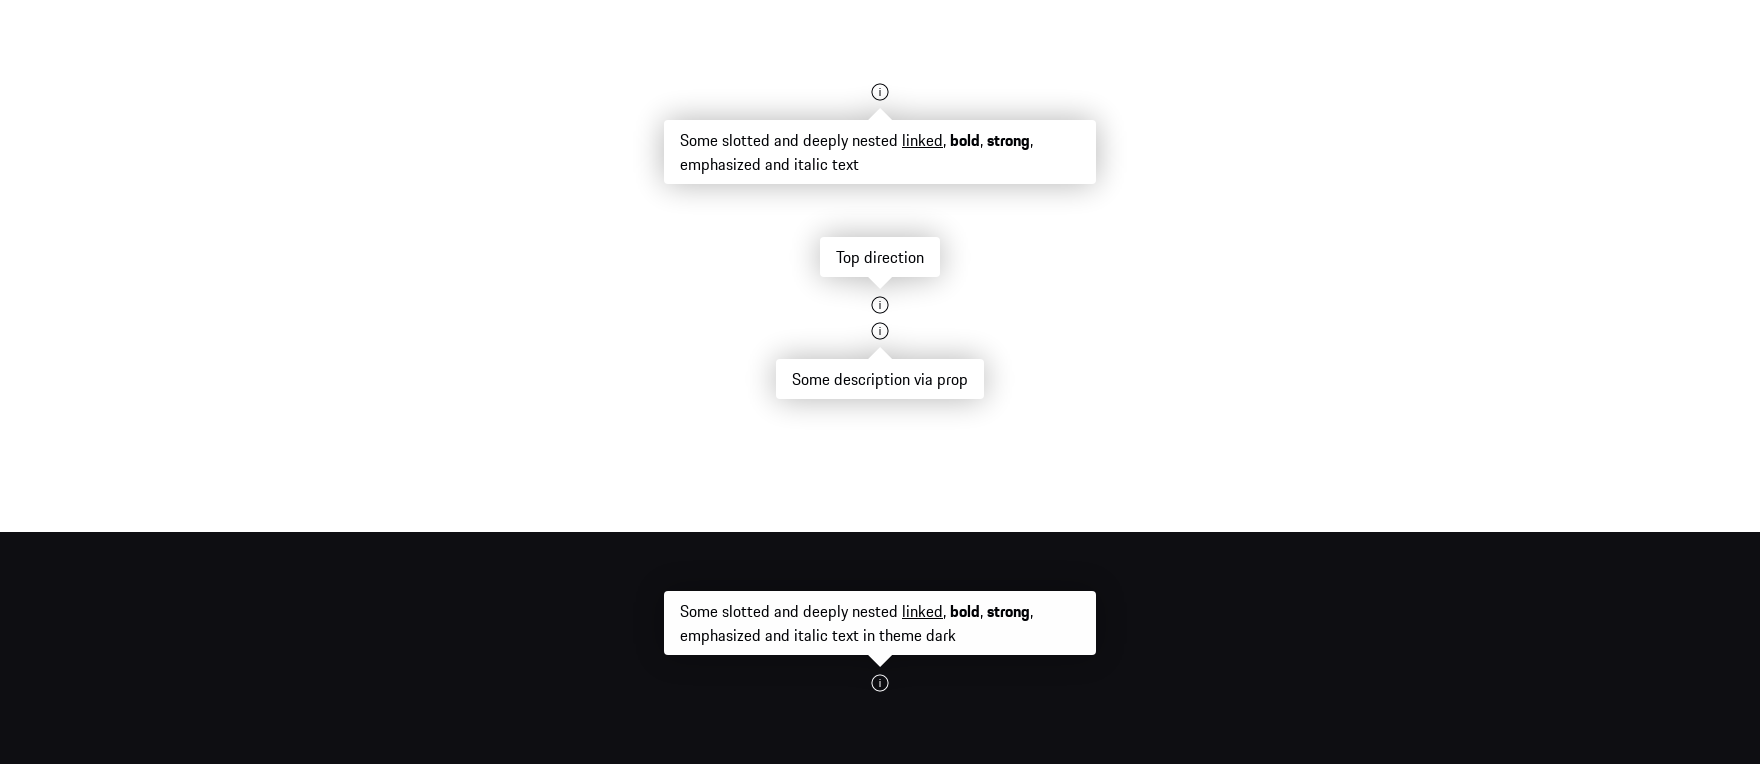 Some slotted and deeply nested linked, bold, strong,
emphasized and italic text
Top direction
Some description via prop
Some slotted and deeply nested linked, bold, strong,
emphasized and italic text in theme dark